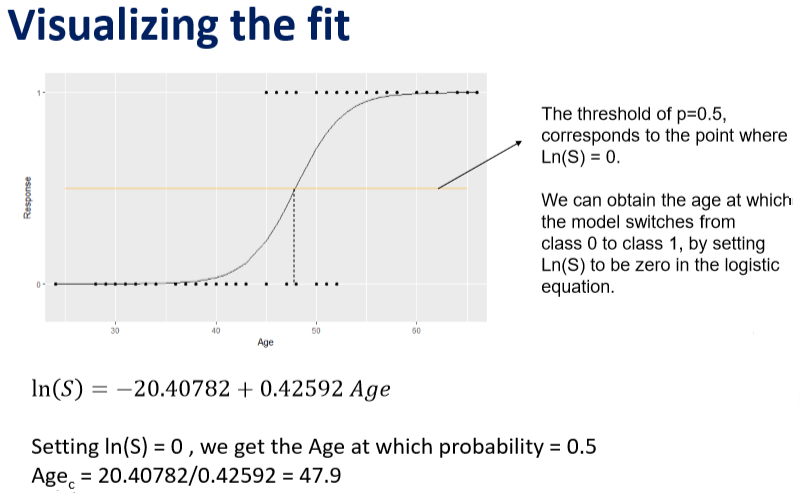 Visualizing the fit
1
0
Response
30
40
50
60
Age
The threshold of p=0.5,
corresponds to the point where
Ln(S) = 0.
We can obtain the age at which
the model switches from
class 0 to class 1, by setting
Ln(S) to be zero in the logistic
equation.
ln(S) = −20.40782 + 0.42592 Age
Setting ln(S) = 0 , we get the Age at which probability = 0.5
Age_c = 20.40782/0.42592 = 47.9